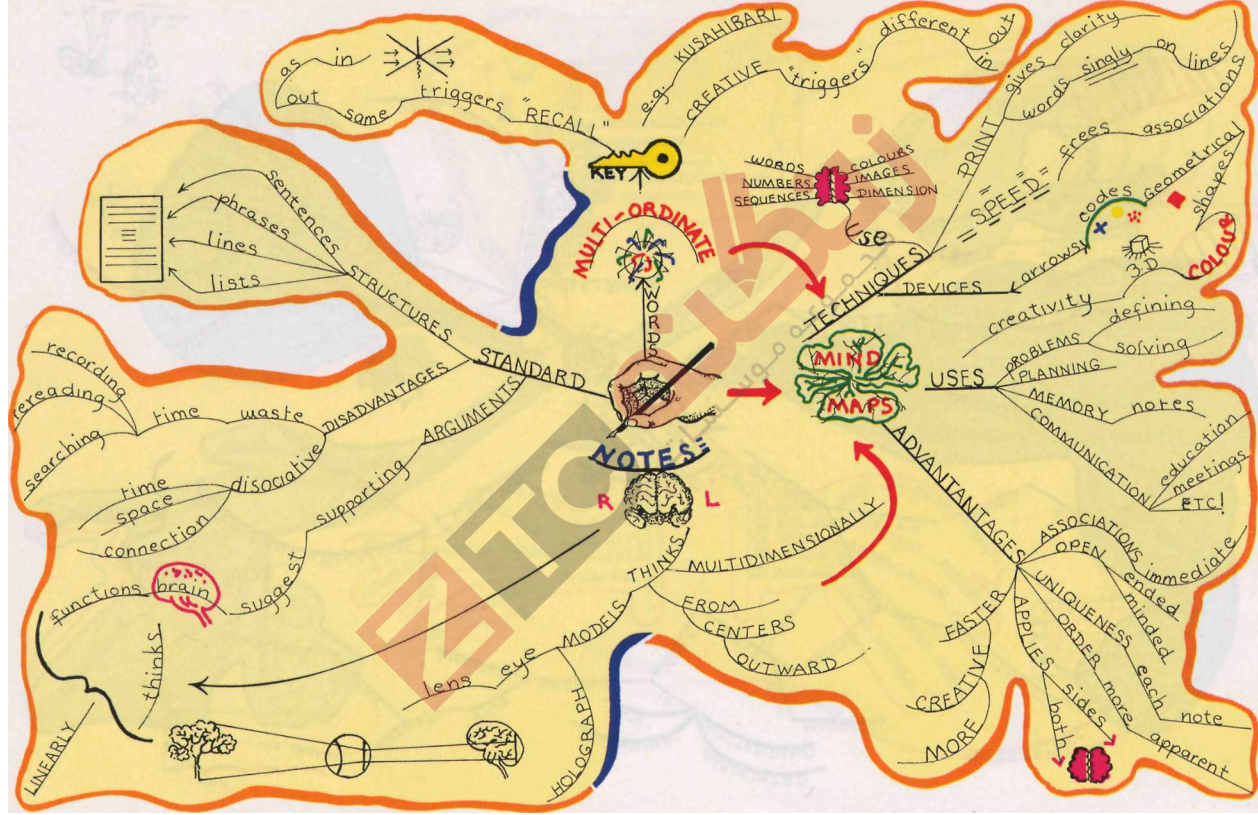 as in
out same triggers "RECALL"
e.g. KUSAHIBARI
CREATIVE "triggers" different out
in
KEY
MULTI-ORDINATE
WORDS
sentences
phrases
lines
lists
STRUCTURES
STANDARD
DISADVANTAGES
waste
time
recording
rereading
searching
disociative
time
space
connection
ARGUMENTS
supporting
suggest
brain
functions
thinks
LINEARLY
NOTES
R L
THINKS
MULTIDIMENSIONALLY
FROM
CENTERS
OUTWARD
MODELS
eye
lens
HOLOGRAPH
MIND
MAPS
TECHNIQUES
use
WORDS
NUMBERS
SEQUENCES
COLOURS
IMAGES
DIMENSION
PRINT
gives clarity
words singly on lines
=SPEED=
frees associations
DEVICES
arrows
codes
Geometrical
shapes
3.D
COLOUR
USES
creativity
PROBLEMS
defining
solving
PLANNING
MEMORY notes
COMMUNICATION
education
meetings
ETC!
ADVANTANTAGES
ASSOCIATIONS immediate
OPEN
ended
minded
UNIQUENESS each note
ORDER more apparent
APPLIES
sides
both
FASTER
CREATIVE
MORE
ZTO